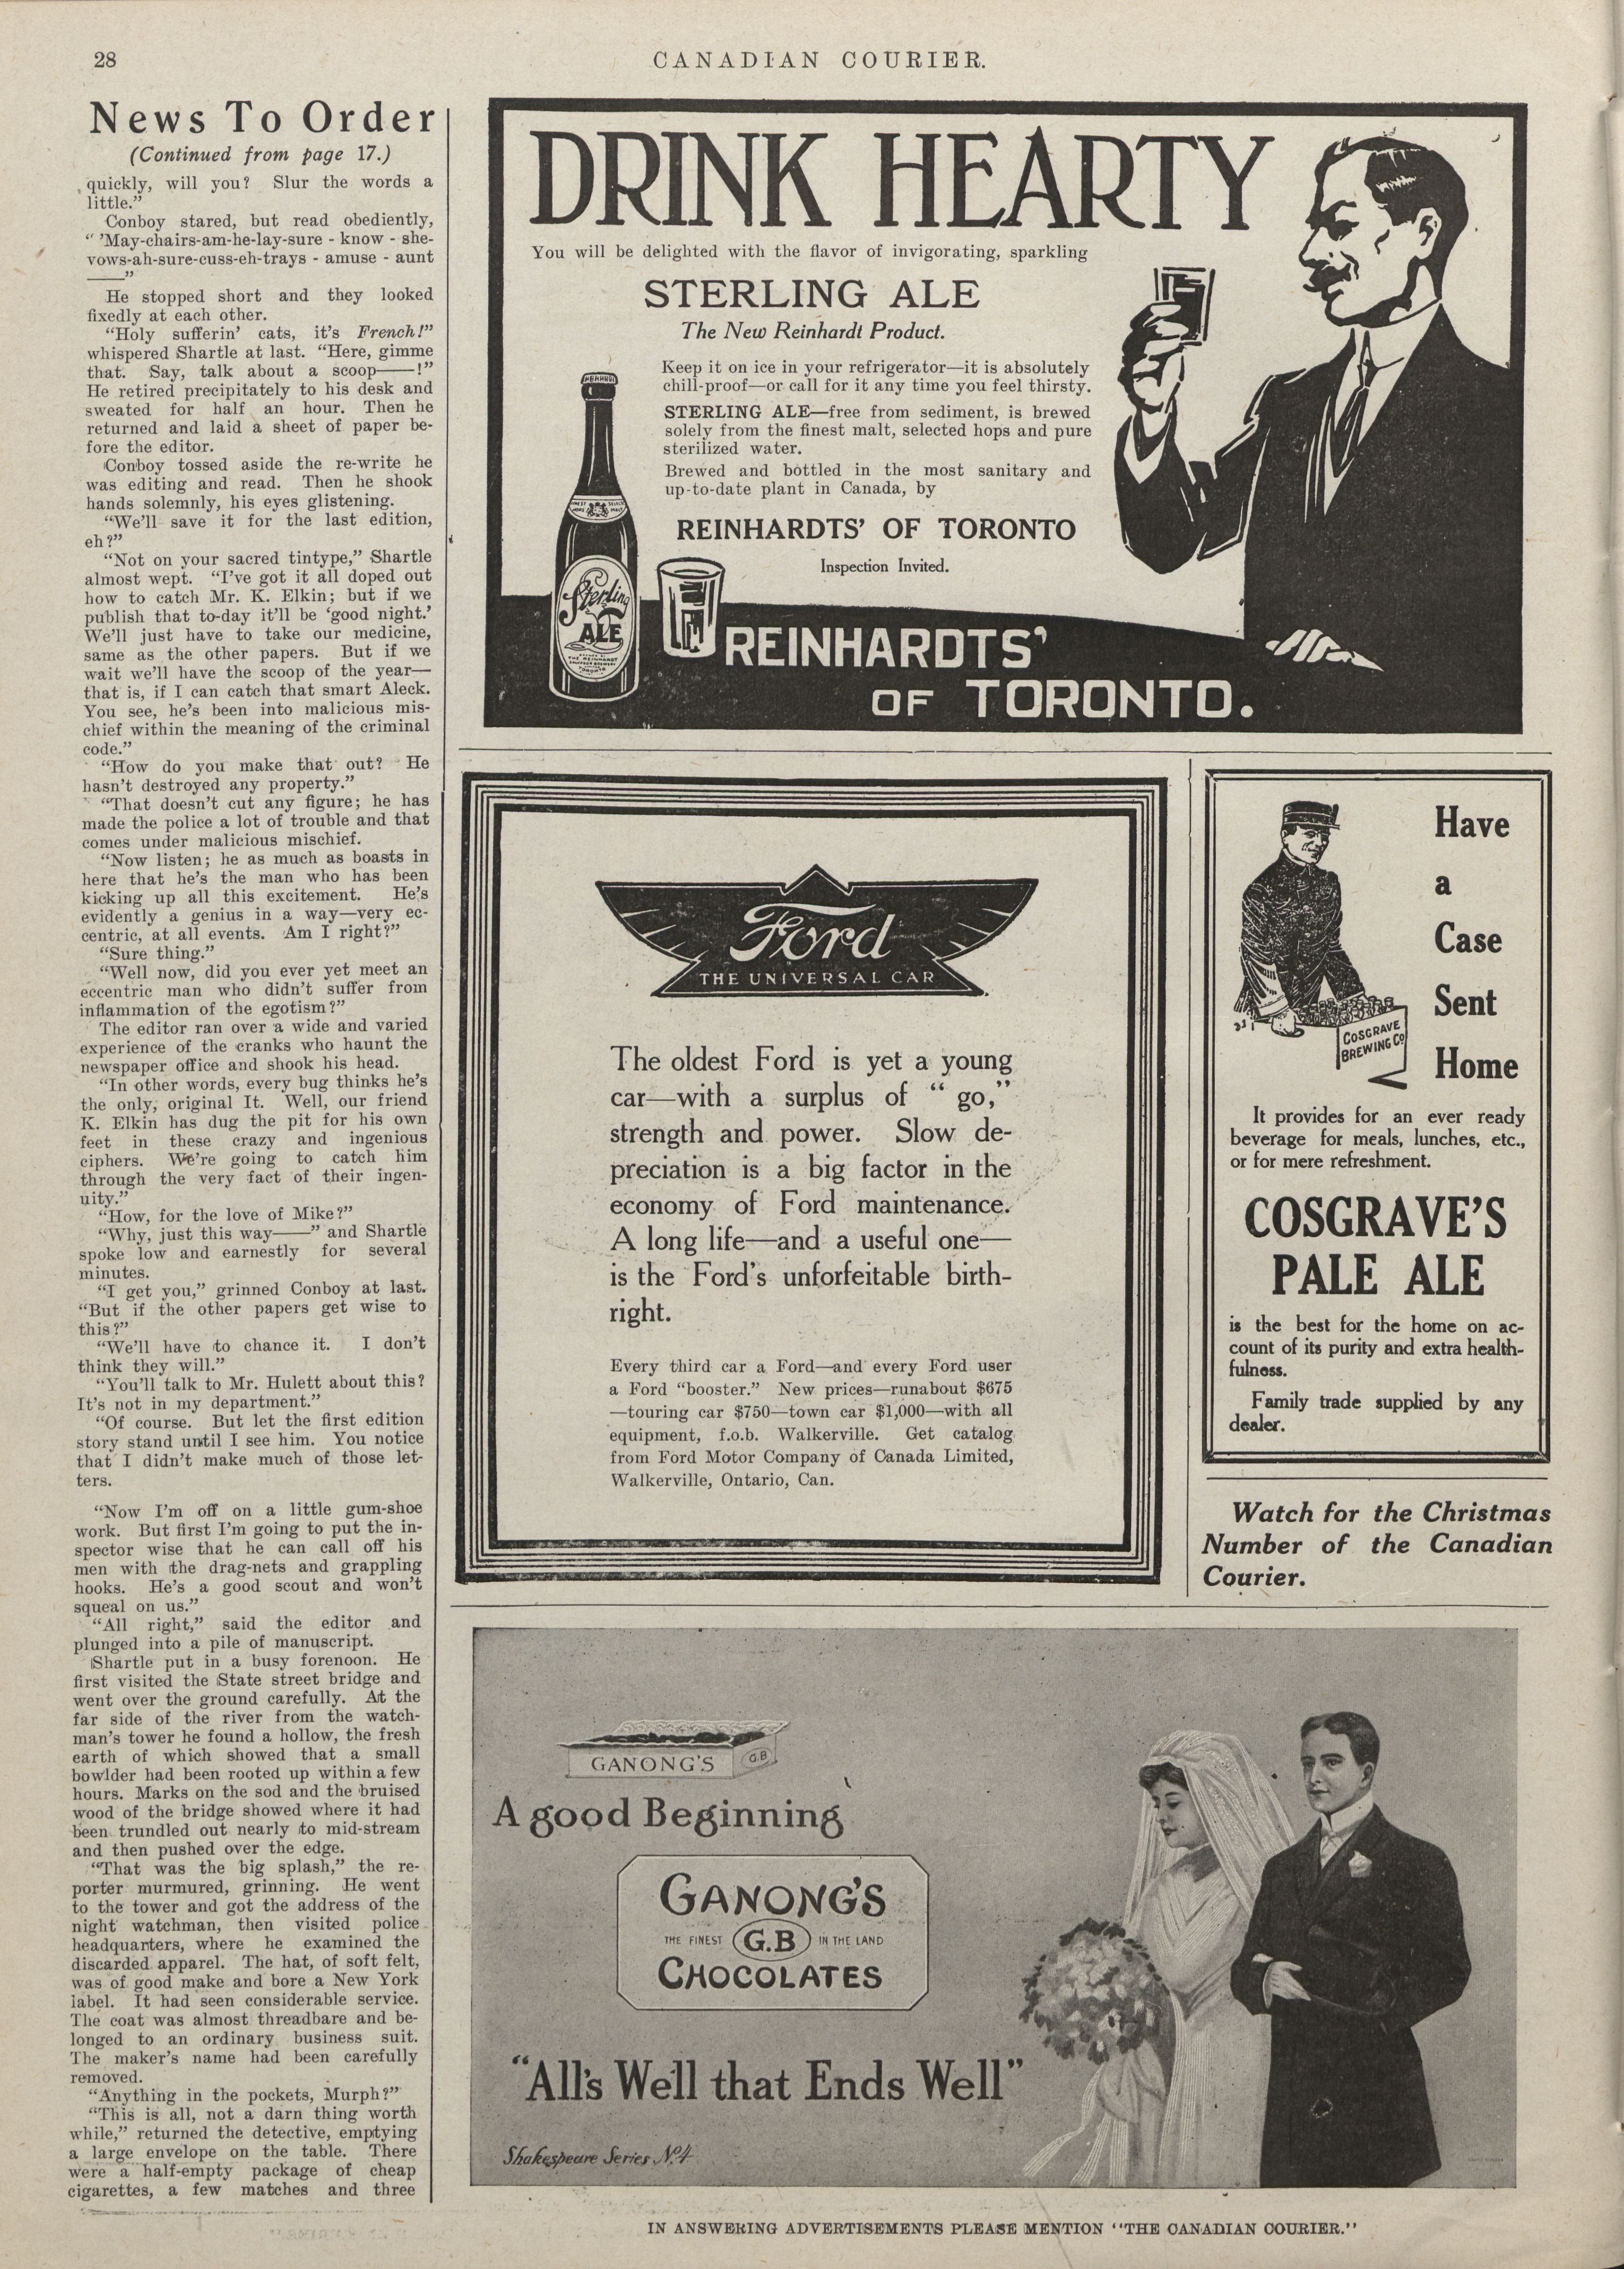 28
CANADIAN COURIER.
News To Order
(Continued from page 17.)
quickly, will you? Slur the words a
little.”
Conboy stared, but read obediently,
“ ’May-chairs-am-he-lay-sure - know - she-
vows-ah-sure-cuss-eh-trays - amuse - aunt
——”
He stopped short and they looked
fixedly at each other.
“Holy sufferin’ cats, it’s French!”
whispered Shartle at last. “Here, gimme
that. Say, talk about a scoop——!”
He retired precipitately to his desk and
sweated for half an hour. Then he
returned and laid a sheet of paper be-
fore the editor.
Conboy tossed aside the re-write he
was editing and read. Then he shook
hands solemnly, his eyes glistening.
“We’ll save it for the last edition,
eh?”
“Not on your sacred tintype,” Shartle
almost wept. “I’ve got it all doped out
how to catch Mr. K. Elkin; but if we
publish that to-day it’ll be ‘good night.’
We’ll just have to take our medicine,
same as the other papers. But if we
wait we’ll have the scoop of the year—
that is, if I can catch that smart Aleck.
You see, he’s been into malicious mis-
chief within the meaning of the criminal
code.”
“How do you make that out? He
hasn’t destroyed any property.”
“That doesn’t cut any figure; he has
made the police a lot of trouble and that
comes under malicious mischief.
“Now listen; he as much as boasts in
here that he’s the man who has been
kicking up all this excitement. He’s
evidently a genius in a way—very ec-
centric, at all events. Am I right?”
“Sure thing.”
“Well now, did you ever yet meet an
eccentric man who didn’t suffer from
inflammation of the egotism?”
The editor ran over a wide and varied
experience of the cranks who haunt the
newspaper office and shook his head.
“In other words, every bug thinks he’s
the only, original It. Well, our friend
K. Elkin has dug the pit for his own
feet in these crazy and ingenious
ciphers. We’re going to catch him
through the very fact of their ingen-
uity.”
“How, for the love of Mike?”
“Why, just this way——” and Shartle
spoke low and earnestly for several
minutes.
“I get you,” grinned Conboy at last.
“But if the other papers get wise to
this?”
“We’ll have to chance it. I don’t
think they will.”
“You’ll talk to Mr. Hulett about this?
It’s not in my department.”
“Of course. But let the first edition
story stand until I see him. You notice
that I didn’t make much of those let-
ters.
“Now I’m off on a little gum-shoe
work. But first I’m going to put the in-
spector wise that he can call off his
men with the drag-nets and grappling
hooks. He’s a good scout and won’t
squeal on us.”
“All right,” said the editor and
plunged into a pile of manuscript.
Shartle put in a busy forenoon. He
first visited the State street bridge and
went over the ground carefully. At the
far side of the river from the watch-
man’s tower he found a hollow, the fresh
earth of which showed that a small
bowlder had been rooted up within a few
hours. Marks on the sod and the bruised
wood of the bridge showed where it had
been trundled out nearly to mid-stream
and then pushed over the edge.
“That was the big splash,” the re-
porter murmured, grinning. He went
to the tower and got the address of the
night watchman, then visited police
headquarters, where he examined the
discarded apparel. The hat, of soft felt,
was of good make and bore a New York
label. It had seen considerable service.
The coat was almost threadbare and be-
longed to an ordinary business suit.
The maker’s name had been carefully
removed.
“Anything in the pockets, Murph?”
“This is all, not a darn thing worth
while,” returned the detective, emptying
a large envelope on the table. There
were a half-empty package of cheap
cigarettes, a few matches and three
DRINK HEARTY
You will be delighted with the flavor of invigorating, sparkling
STERLING ALE
The New Reinhardt Product.
Keep it on ice in your refrigerator—it is absolutely
chill-proof—or call for it any time you feel thirsty.
STERLING ALE—free from sediment, is brewed
solely from the finest malt, selected hops and pure
sterilized water.
Brewed and bottled in the most sanitary and
up-to-date plant in Canada, by
REINHARDTS’ OF TORONTO
Inspection Invited.
Sterling
ALE
REINHARDTS’
OF TORONTO.
Ford
THE UNIVERSAL CAR
The oldest Ford is yet a young
car—with a surplus of “ go,”
strength and power. Slow de-
preciation is a big factor in the
economy of Ford maintenance.
A long life—and a useful one—
is the Ford’s unforfeitable birth-
right.
Every third car a Ford—and every Ford user
a Ford “booster.” New prices—runabout $675
—touring car $750—town car $1,000—with all
equipment, f.o.b. Walkerville. Get catalog
from Ford Motor Company of Canada Limited,
Walkerville, Ontario, Can.
Have
a
Case
Sent
Home
COSGRAVE
BREWING Co.
It provides for an ever ready
beverage for meals, lunches, etc.,
or for mere refreshment.
COSGRAVE’S
PALE ALE
is the best for the home on ac-
count of its purity and extra health-
fulness.
Family trade supplied by any
dealer.
Watch for the Christmas
Number of the Canadian
Courier.
GANONG’S G.B
A good Beginning
GANONG’S
THE FINEST G.B IN THE LAND
CHOCOLATES
“All’s Well that Ends Well”
Shakespeare Series No. 4
IN ANSWERING ADVERTISEMENTS PLEASE MENTION “THE CANADIAN COURIER.”